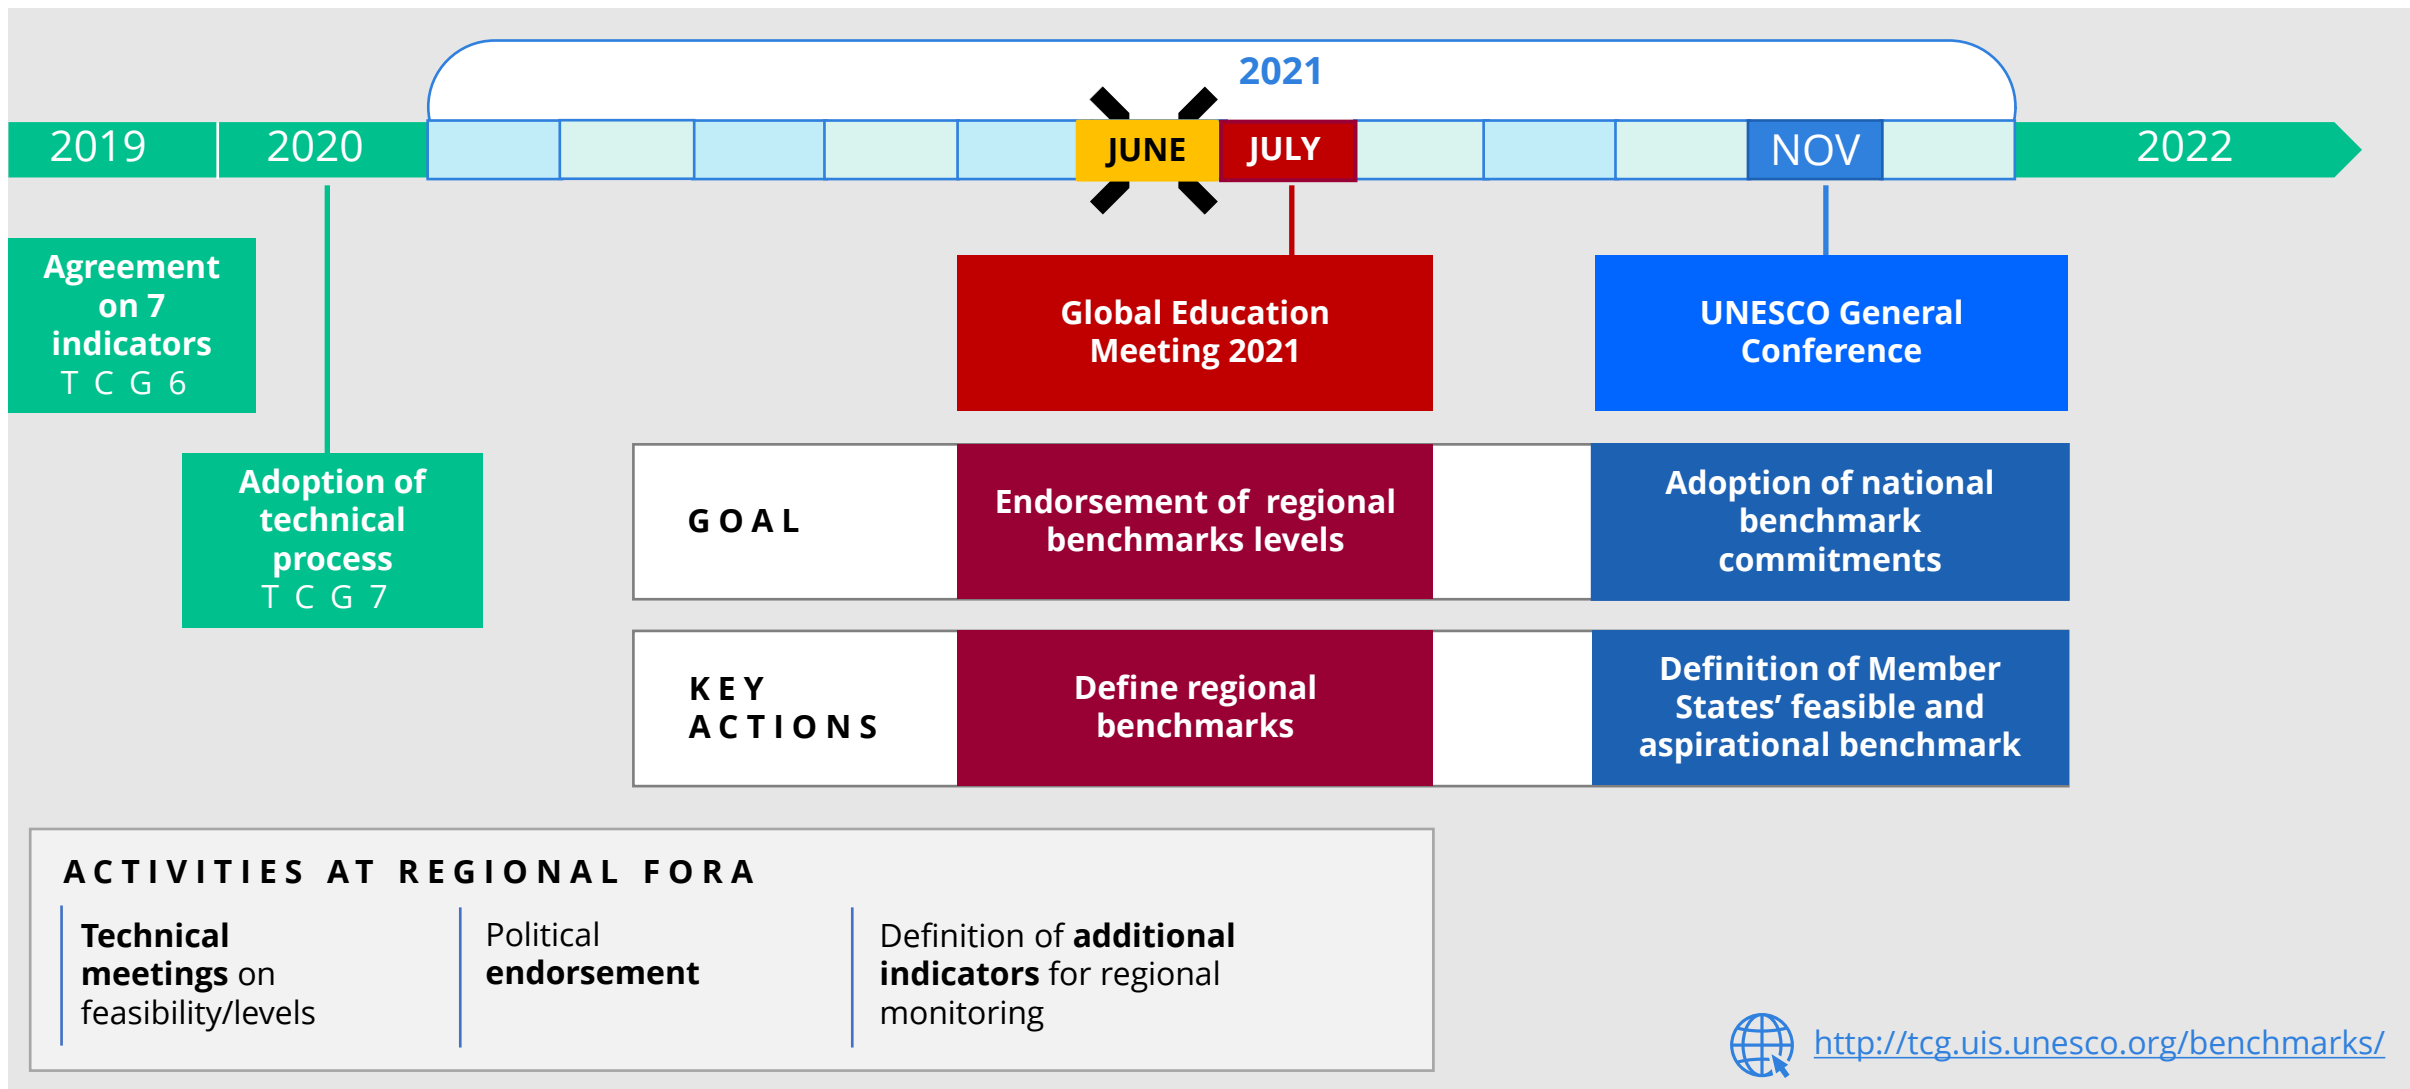 2021
2019
2020
JUNE
JULY
NOV
2022
Agreement
on 7
indicators
TCG6
Adoption of
technical
process
TCG7
Global Education
Meeting 2021
UNESCO General
Conference
GOAL
Endorsement of regional
benchmarks levels
Adoption of national
benchmark
commitments
KEY
ACTIONS
Define regional
benchmarks
Definition of Member
States’ feasible and
aspirational benchmark
ACTIVITIES AT REGIONAL FORA
Technical
meetings on
feasibility/levels
Political
endorsement
Definition of additional
indicators for regional
monitoring
http://tcg.uis.unesco.org/benchmarks/